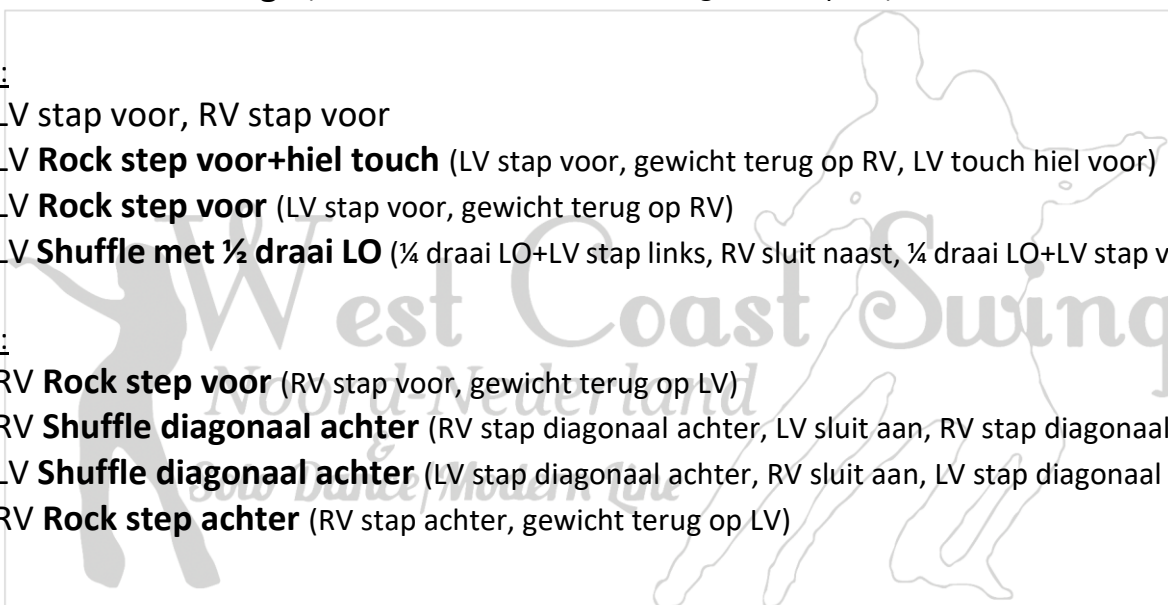 :
LV stap voor, RV stap voor
LV Rock step voor+hiel touch (LV stap voor, gewicht terug op RV, LV touch hiel voor)
LV Rock step voor (LV stap voor, gewicht terug op RV)
LV Shuffle met ½ draai LO (¼ draai LO+LV stap links, RV sluit naast, ¼ draai LO+LV stap v
West Coast Swing
:
RV Rock step voor (RV stap voor, gewicht terug op LV)
Noord-Nederland
RV Shuffle diagonaal achter (RV stap diagonaal achter, LV sluit aan, RV stap diagonaal
&
LV Shuffle diagonaal achter (LV stap diagonaal achter, RV sluit aan, LV stap diagonaal
Solo Dance/Modern Line
RV Rock step achter (RV stap achter, gewicht terug op LV)